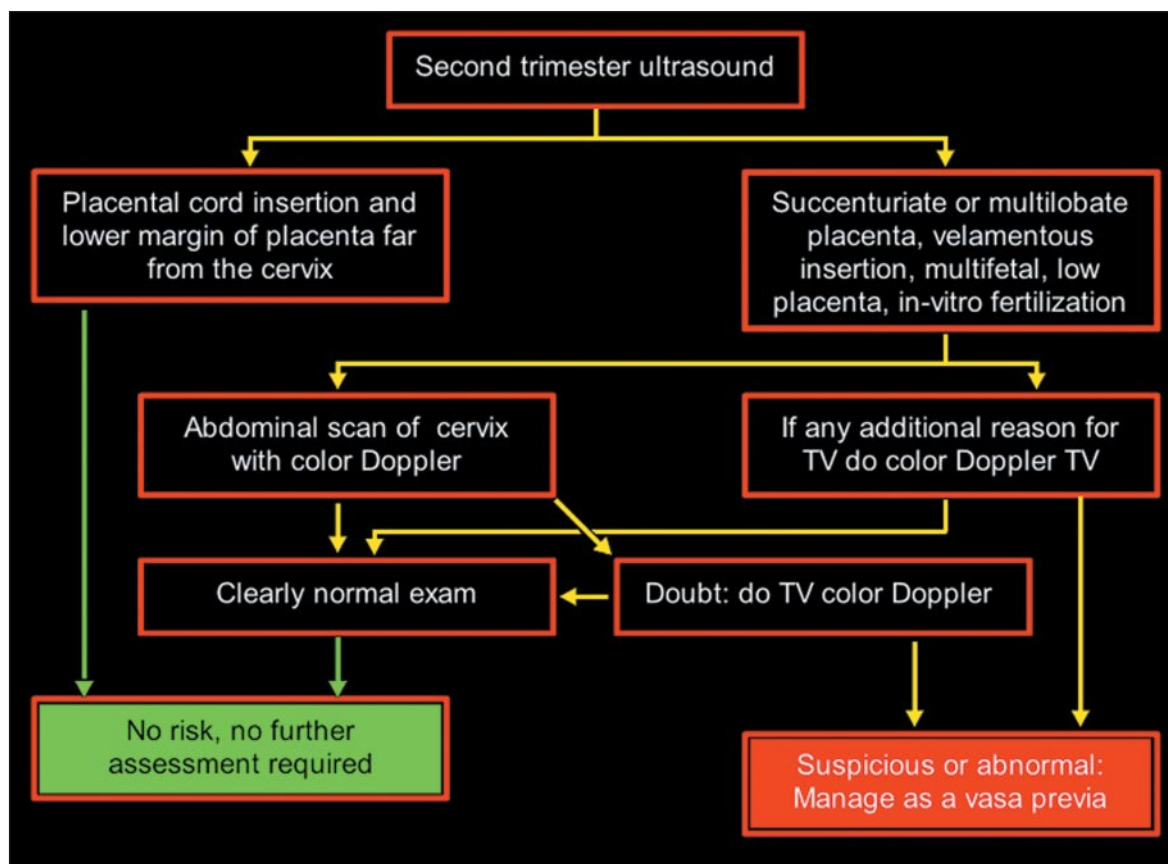 Second trimester ultrasound
Placental cord insertion and
lower margin of placenta far
from the cervix
Succenturiate or multilobate
placenta, velamentous
insertion, multifetal, low
placenta, in-vitro fertilization
Abdominal scan of cervix
with color Doppler
If any additional reason for
TV do color Doppler TV
Clearly normal exam
Doubt: do TV color Doppler
No risk, no further
assessment required
Suspicious or abnormal:
Manage as a vasa previa